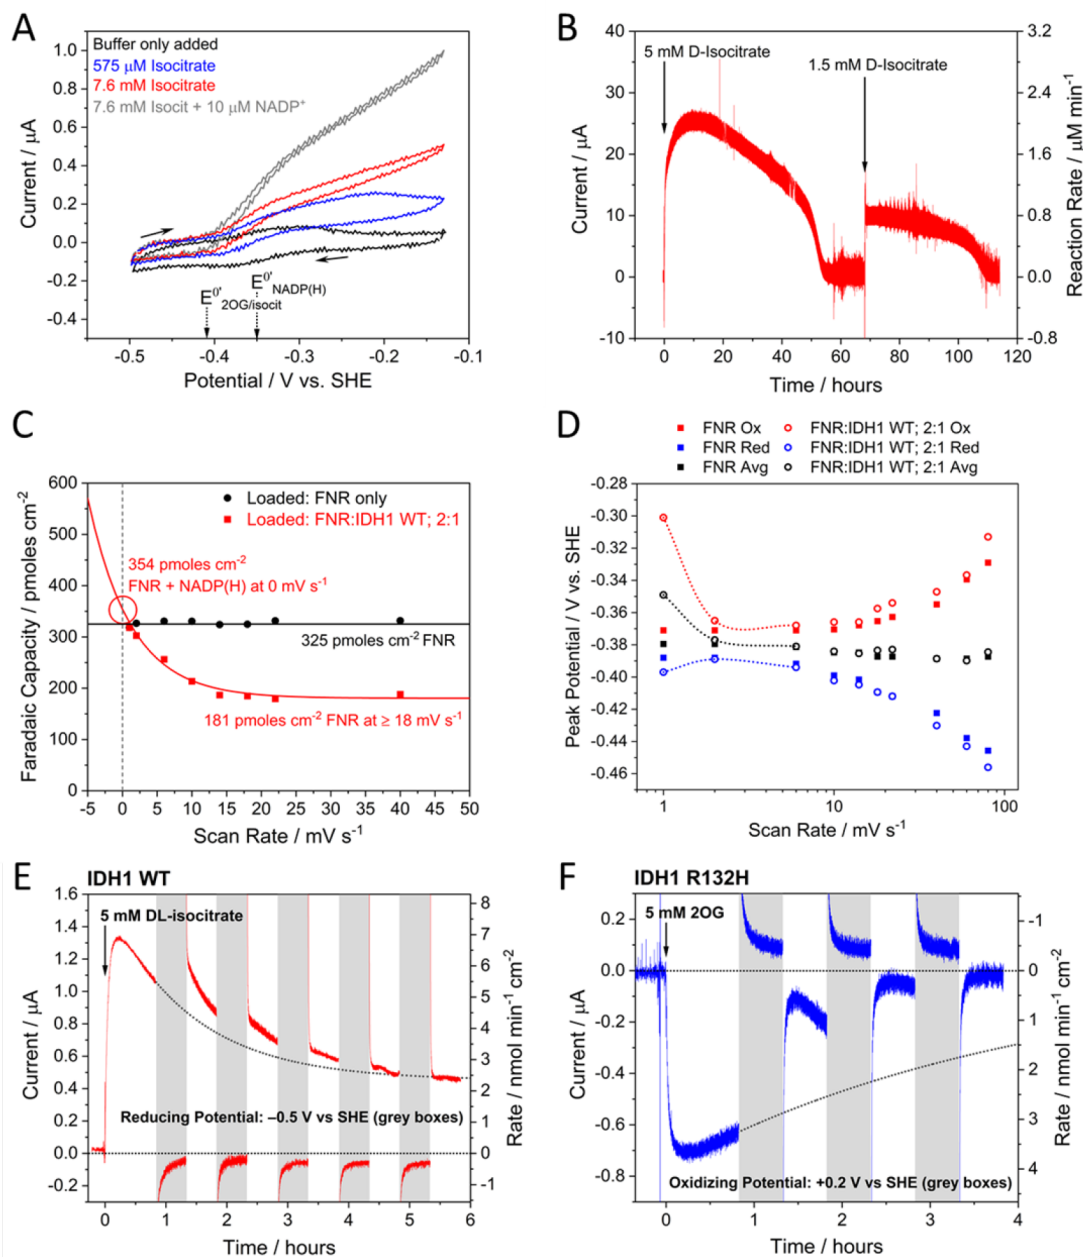 A
Buffer only added
575 μM Isocitrate
7.6 mM Isocitrate
7.6 mM Isocit + 10 μM NADP+
1.0
0.8
0.6
0.4
0.2
0.0
-0.2
-0.4
Current / μA
E0'2OG/isocit
E0'NADP(H)
-0.5
-0.4
-0.3
-0.2
-0.1
Potential / V vs. SHE
B
5 mM D-Isocitrate
1.5 mM D-Isocitrate
40
30
20
10
0
-10
Current / μA
3.2
2.4
1.6
0.8
0.0
-0.8
Reaction Rate / μM min-1
0
20
40
60
80
100
120
Time / hours
C
600
500
400
300
200
100
0
Faradaic Capacity / pmoles cm-2
Loaded: FNR only
Loaded: FNR:IDH1 WT; 2:1
354 pmoles cm-2
FNR + NADP(H) at 0 mV s-1
325 pmoles cm-2 FNR
181 pmoles cm-2 FNR at ≥ 18 mV s-1
-5
0
5
10
15
20
25
30
35
40
45
50
Scan Rate / mV s-1
D
FNR Ox
FNR:IDH1 WT; 2:1 Ox
FNR Red
FNR:IDH1 WT; 2:1 Red
FNR Avg
FNR:IDH1 WT; 2:1 Avg
-0.28
-0.30
-0.32
-0.34
-0.36
-0.38
-0.40
-0.42
-0.44
-0.46
Peak Potential / V vs. SHE
1
10
100
Scan Rate / mV s-1
E
IDH1 WT
5 mM DL-isocitrate
1.6
1.4
1.2
1.0
0.8
0.6
0.4
0.2
0.0
-0.2
Current / μA
Reducing Potential: –0.5 V vs SHE (grey boxes)
8
7
6
5
4
3
2
1
0
-1
Rate / nmol min-1 cm-2
0
1
2
3
4
5
6
Time / hours
F
IDH1 R132H
5 mM 2OG
0.2
0.0
-0.2
-0.4
-0.6
-0.8
Current / μA
Oxidizing Potential: +0.2 V vs SHE (grey boxes)
-1
0
1
2
3
4
Rate / nmol min-1 cm-2
0
1
2
3
4
Time / hours